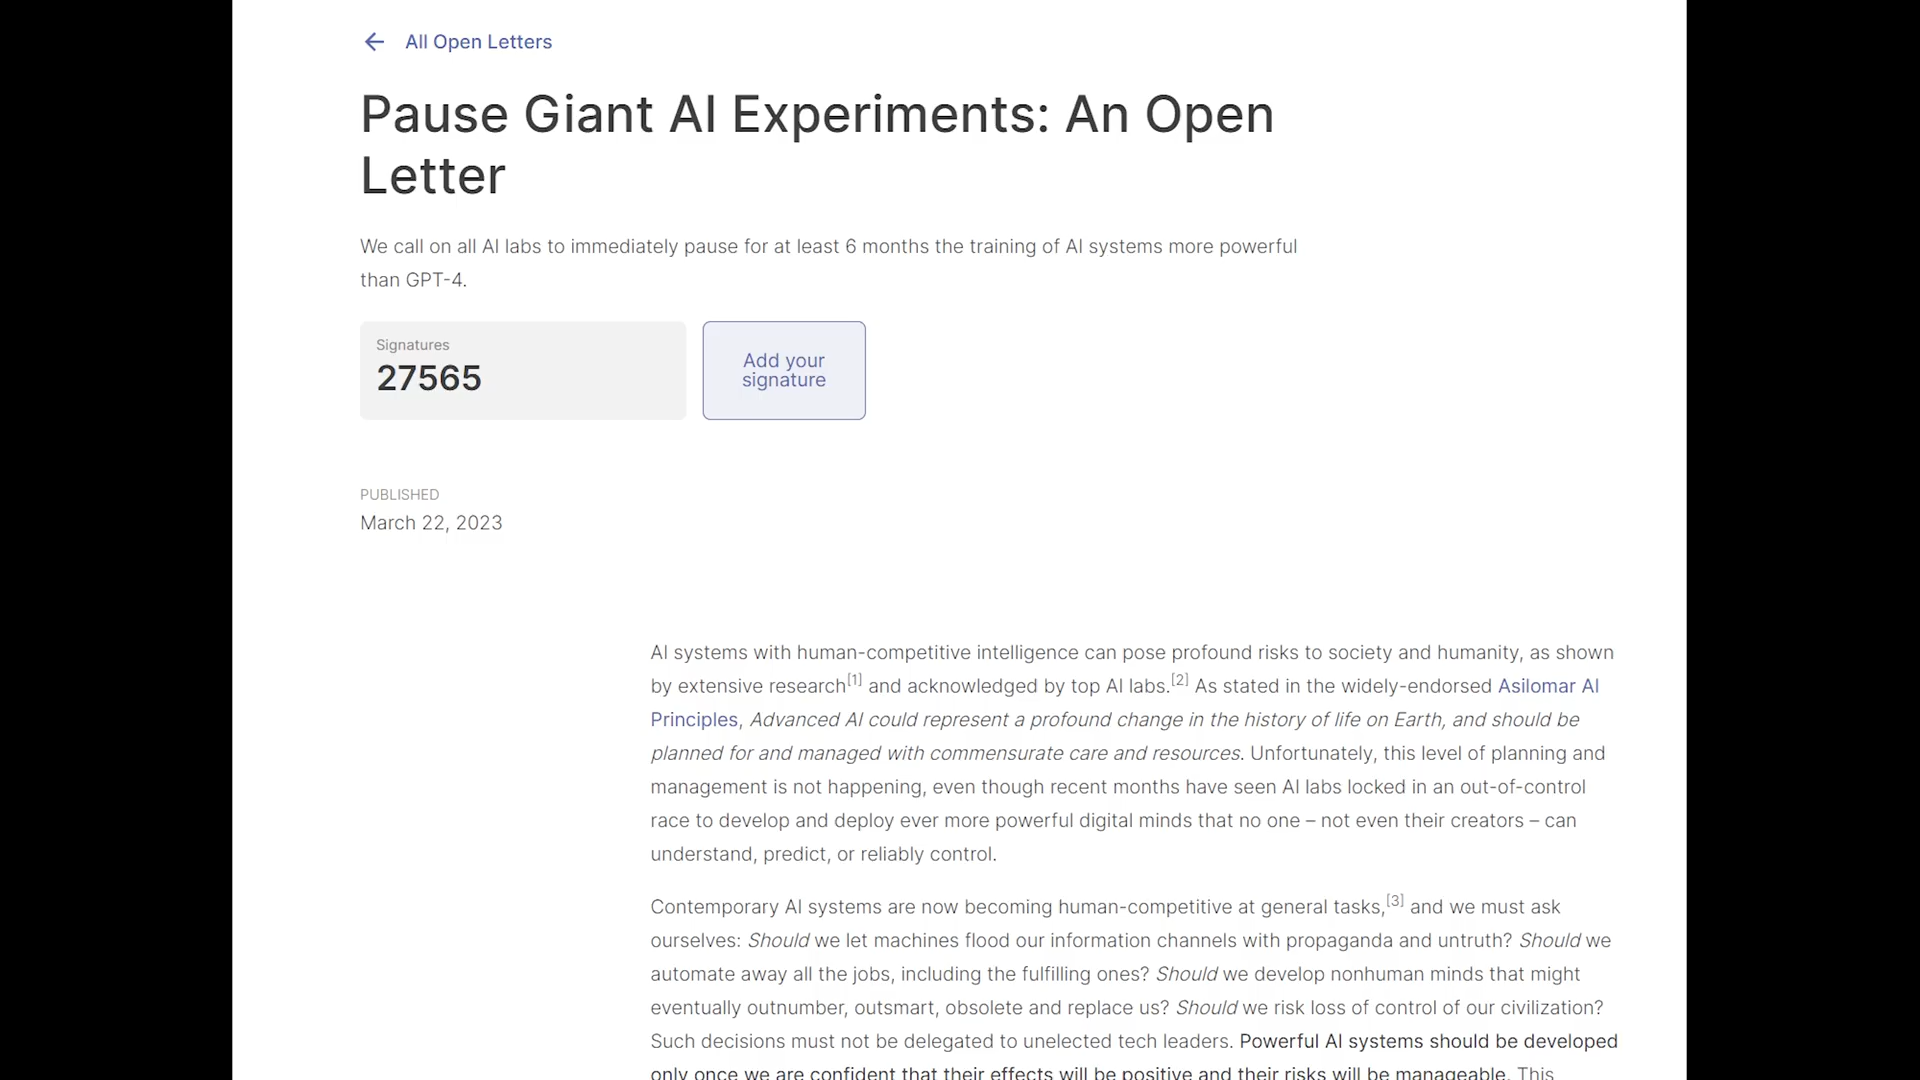 All Open Letters
Pause Giant AI Experiments: An Open
Letter
We call on all AI labs to immediately pause for at least 6 months the training of AI systems more powerful
than GPT-4.
Signatures
27565
Add your
signature
PUBLISHED
March 22, 2023
AI systems with human-competitive intelligence can pose profound risks to society and humanity, as shown
by extensive research[1] and acknowledged by top AI labs.[2] As stated in the widely-endorsed Asilomar AI
Principles, Advanced AI could represent a profound change in the history of life on Earth, and should be
planned for and managed with commensurate care and resources. Unfortunately, this level of planning and
management is not happening, even though recent months have seen AI labs locked in an out-of-control
race to develop and deploy ever more powerful digital minds that no one – not even their creators – can
understand, predict, or reliably control.
Contemporary AI systems are now becoming human-competitive at general tasks,[3] and we must ask
ourselves: Should we let machines flood our information channels with propaganda and untruth? Should we
automate away all the jobs, including the fulfilling ones? Should we develop nonhuman minds that might
eventually outnumber, outsmart, obsolete and replace us? Should we risk loss of control of our civilization?
Such decisions must not be delegated to unelected tech leaders. Powerful AI systems should be developed
only once we are confident that their effects will be positive and their risks will be manageable. This